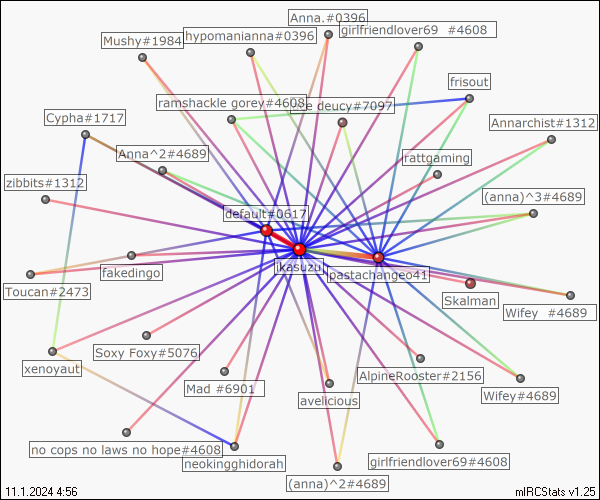 Anna.#0396
girlfriendlover69 #4608
hypomanianna#0396
Mushy#1984
frisout
ramshackle gorey#4608
deucy#7097
Cypha#1717
Annarchist#1312
Anna^2#4689
rattgaming
zibbits#1312
(anna)^3#4689
default#0617
ikasuzu
fakedingo
pastachangeo41
Toucan#2473
Skalman
Wifey #4689
Soxy Foxy#5076
xenoyaut
AlpineRooster#2156
Mad #6901
Wifey#4689
avelicious
no cops no laws no hope#4608
neokingghidorah
girlfriendlover69#4608
(anna)^2#4689
11.1.2024 4:56
mIRCStats v1.25